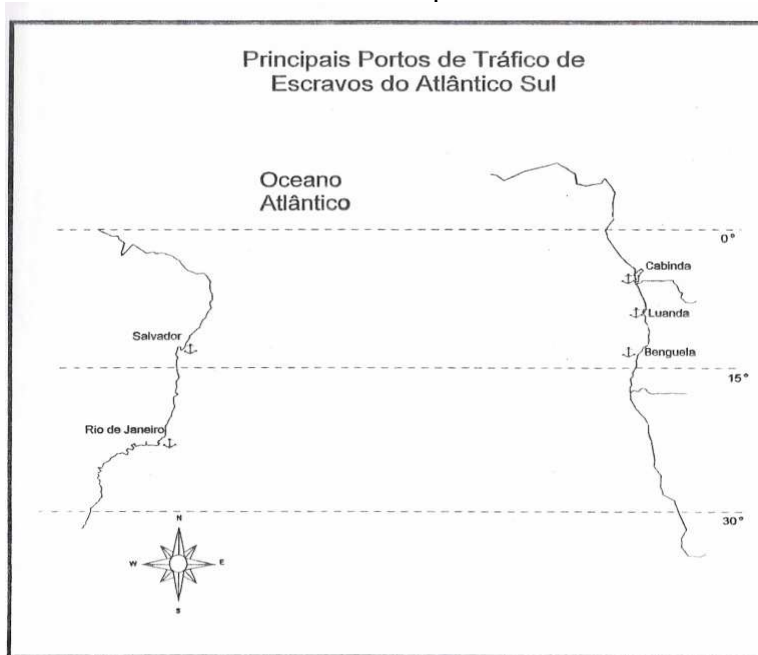 Principais Portos de Tráfico de
Escravos do Atlântico Sul
Oceano
Atlântico
0°
Cabinda
Luanda
Salvador
Benguela
15°
Rio de Janeiro
30°
N
W
E
S